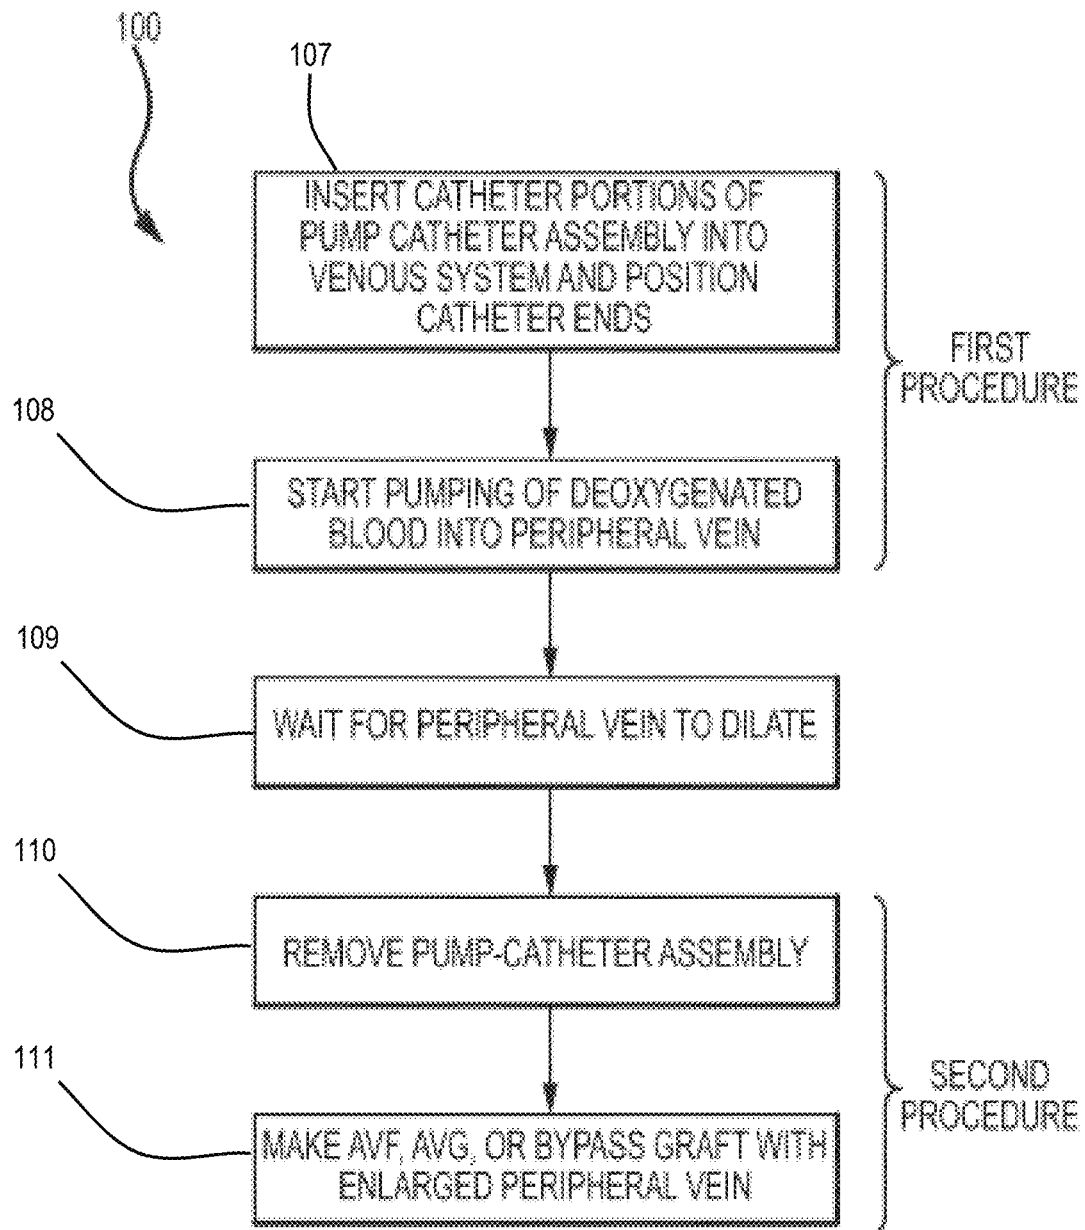 100
107
INSERT CATHETER PORTIONS OF
PUMP CATHETER ASSEMBLY INTO
VENOUS SYSTEM AND POSITION
CATHETER ENDS
FIRST
PROCEDURE
108
START PUMPING OF DEOXYGENATED
BLOOD INTO PERIPHERAL VEIN
109
WAIT FOR PERIPHERAL VEIN TO DILATE
110
REMOVE PUMP-CATHETER ASSEMBLY
SECOND
PROCEDURE
111
MAKE AVF, AVG, OR BYPASS GRAFT WITH
ENLARGED PERIPHERAL VEIN